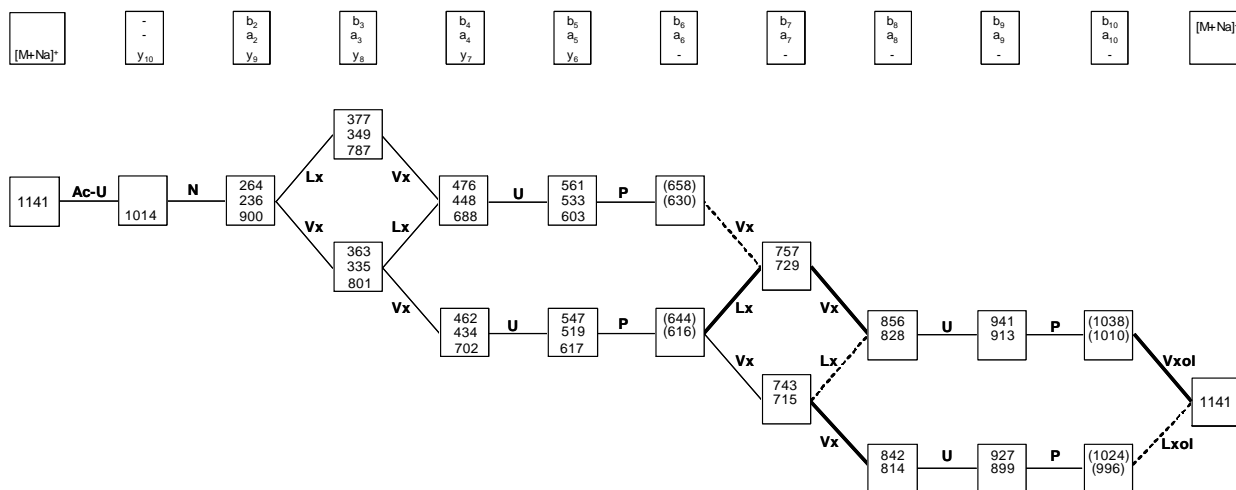 [M+Na]⁺
-
-
y₁₀
b₂
a₂
y₉
b₃
a₃
y₈
b₄
a₄
y₇
b₅
a₅
y₆
b₆
a₆
-
b₇
a₇
-
b₈
a₈
-
b₉
a₉
-
b₁₀
a₁₀
-
[M+Na]
1141
Ac-U
1014
N
264
236
900
Lx
Vx
377
349
787
363
335
801
Vx
Lx
Vx
476
448
688
462
434
702
U
U
561
533
603
547
519
617
P
P
(658)
(630)
(644)
(616)
Vx
Lx
Vx
757
729
743
715
Vx
Lx
Vx
856
828
842
814
U
U
941
913
927
899
P
P
(1038)
(1010)
(1024)
(996)
Vxol
Lxol
1141